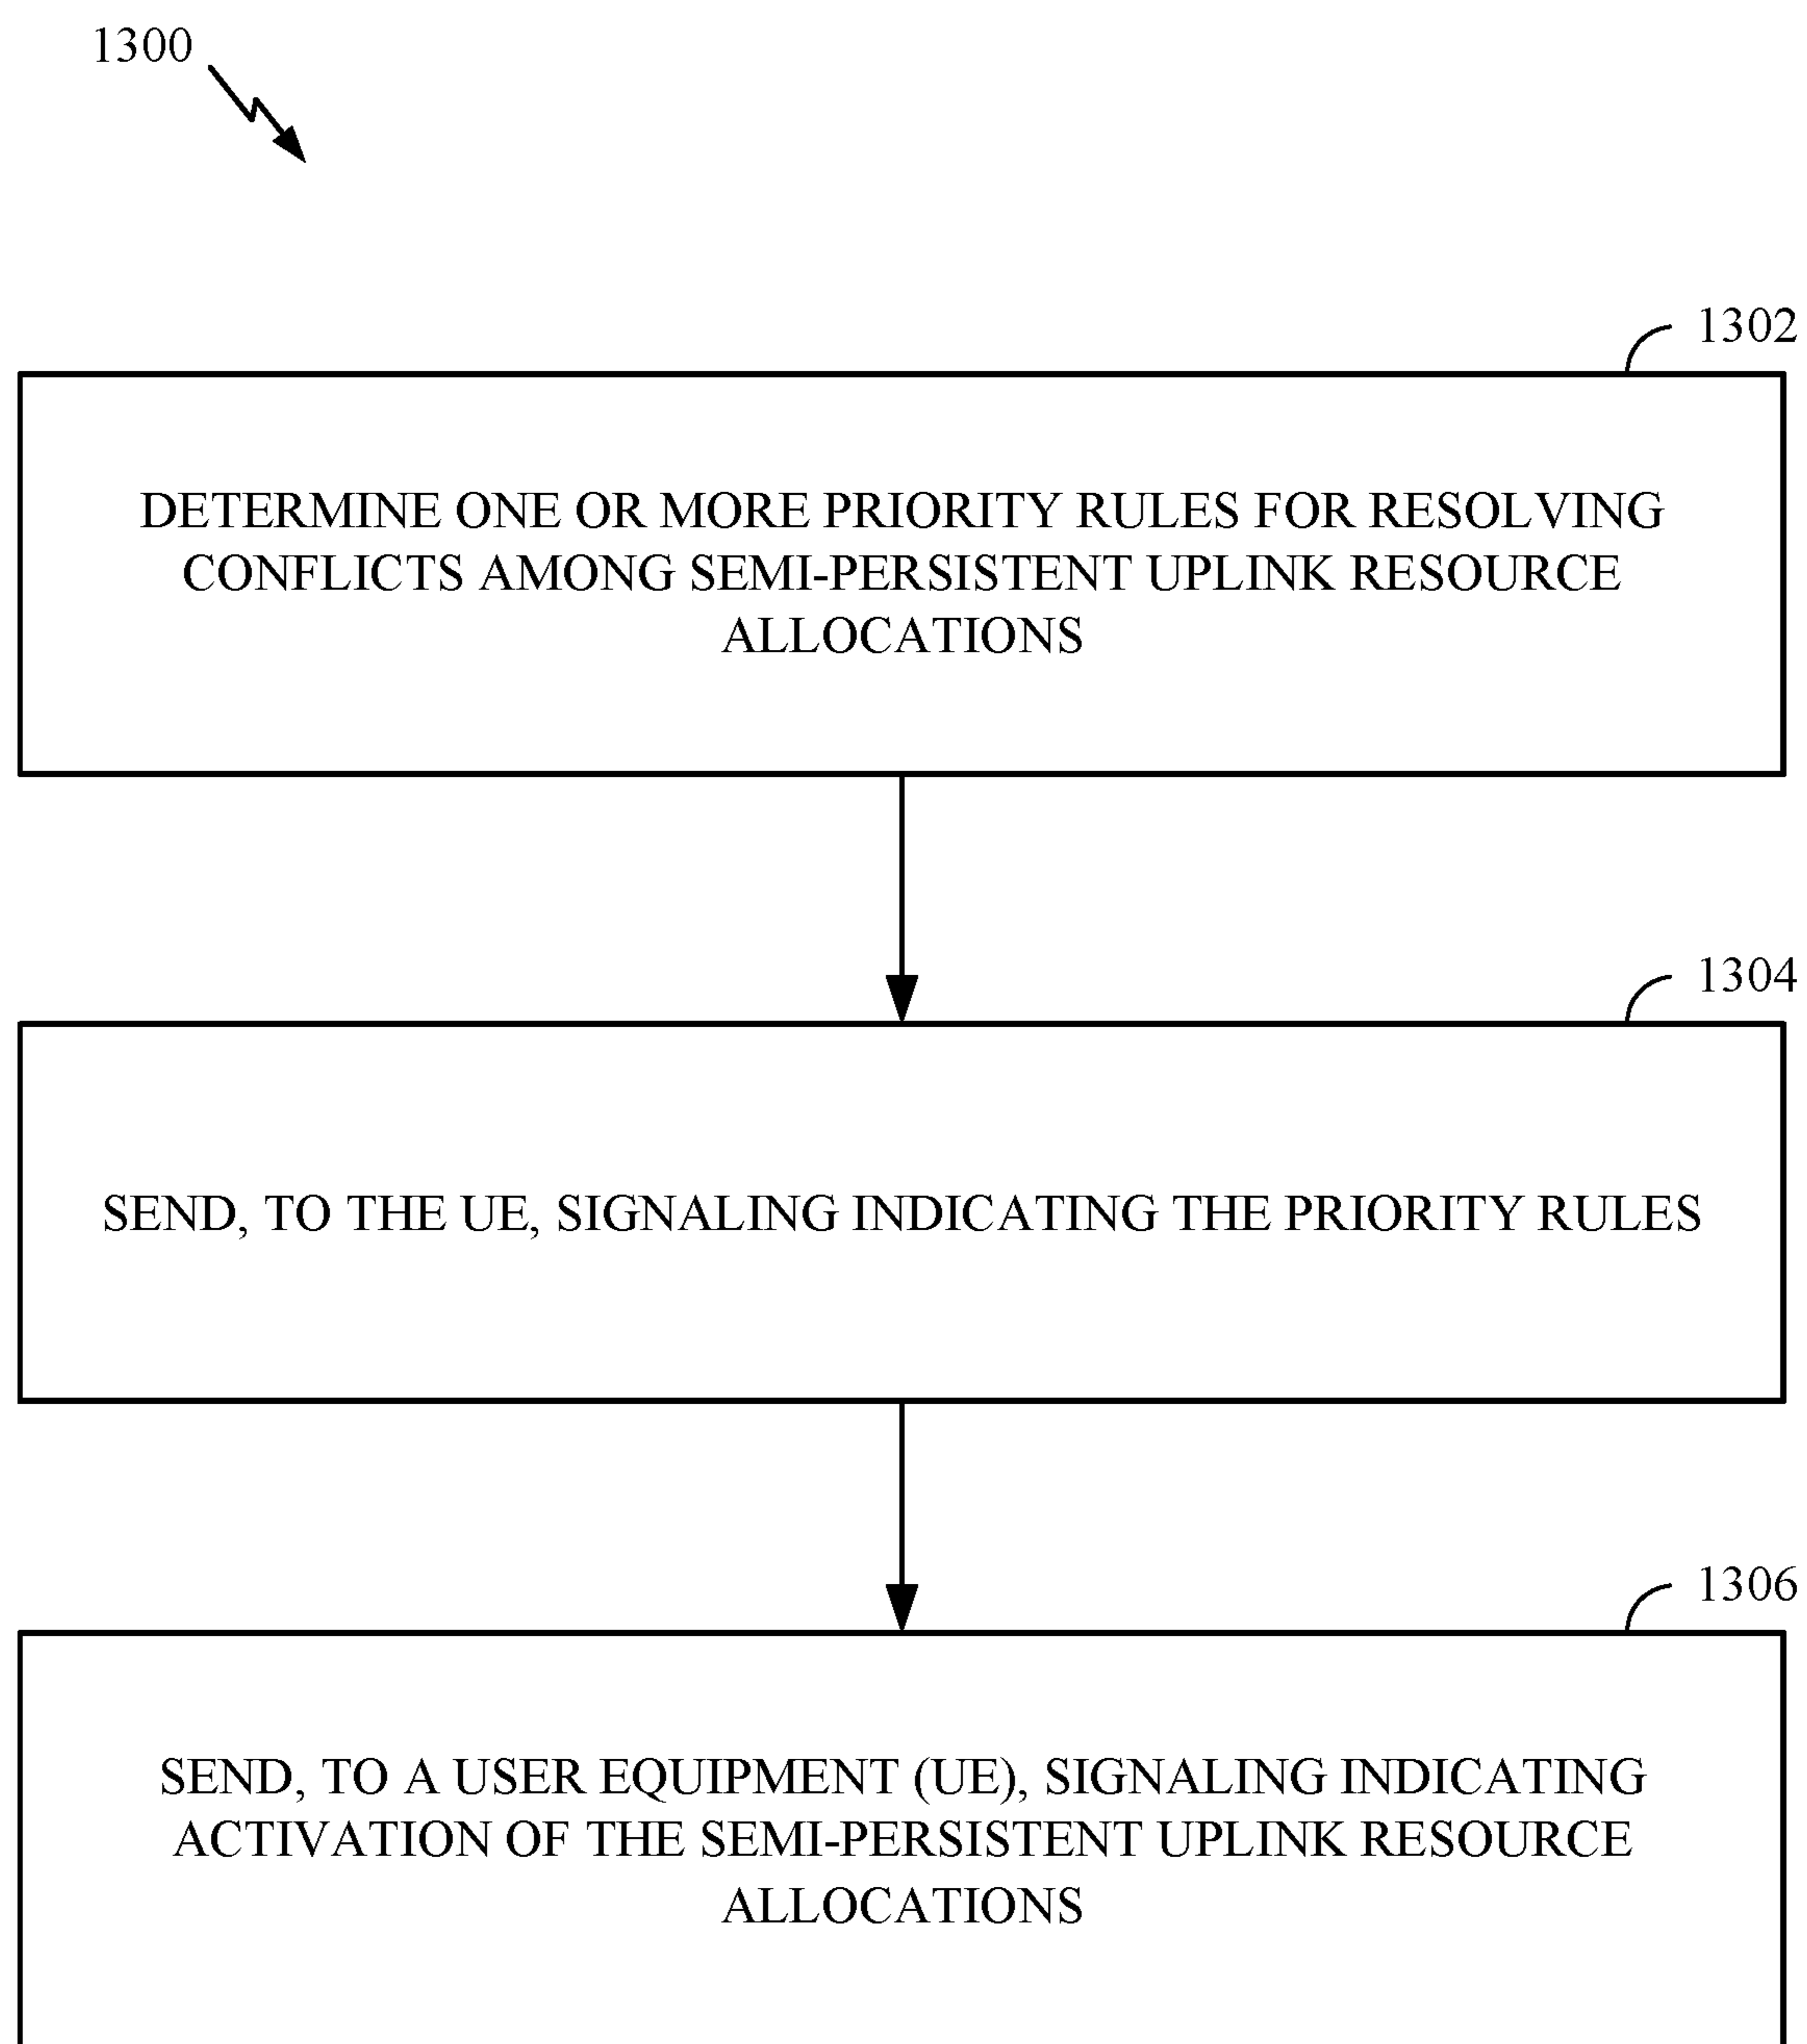 1300
1302
DETERMINE ONE OR MORE PRIORITY RULES FOR RESOLVING
CONFLICTS AMONG SEMI-PERSISTENT UPLINK RESOURCE
ALLOCATIONS
1304
SEND, TO THE UE, SIGNALING INDICATING THE PRIORITY RULES
1306
SEND, TO A USER EQUIPMENT (UE), SIGNALING INDICATING
ACTIVATION OF THE SEMI-PERSISTENT UPLINK RESOURCE
ALLOCATIONS